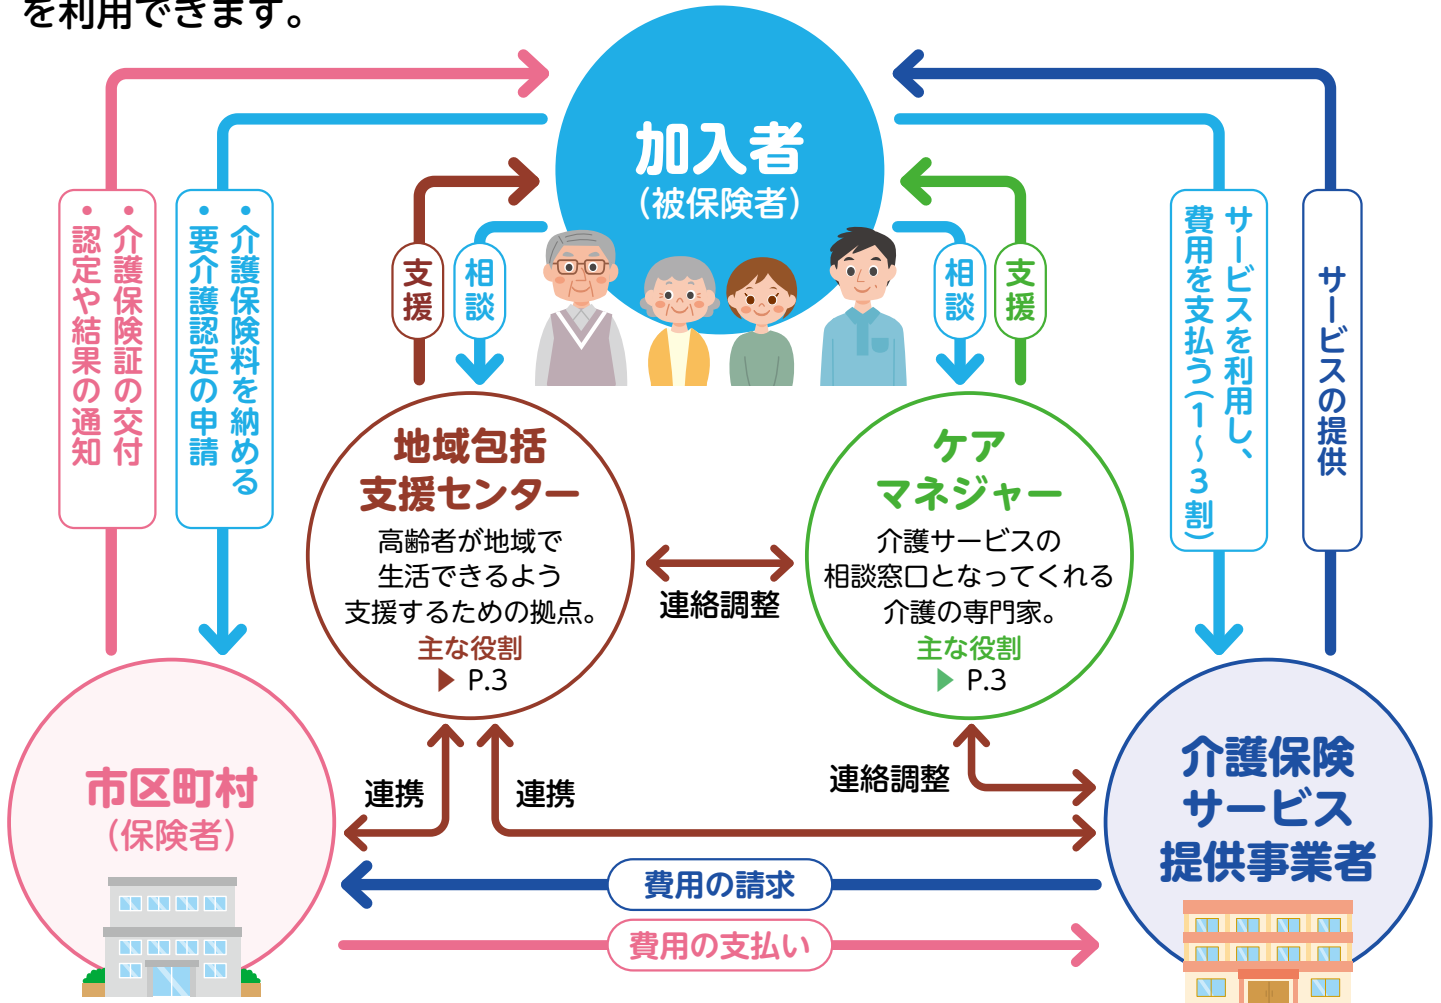 を利用できます。
加入者
（被保険者）
・介護保険証の交付
・認定や結果の通知
・介護保険料を納める
・要介護認定の申請
支援
相談
相談
支援
サービスを利用し、
費用を支払う（1～3割）
サービスの提供
地域包括
支援センター
高齢者が地域で
生活できるよう
支援するための拠点。
主な役割
▶ P.3
連絡調整
ケア
マネジャー
介護サービスの
相談窓口となってくれる
介護の専門家。
主な役割
▶ P.3
市区町村
（保険者）
連携
連携
連絡調整
介護保険
サービス
提供事業者
費用の請求
費用の支払い